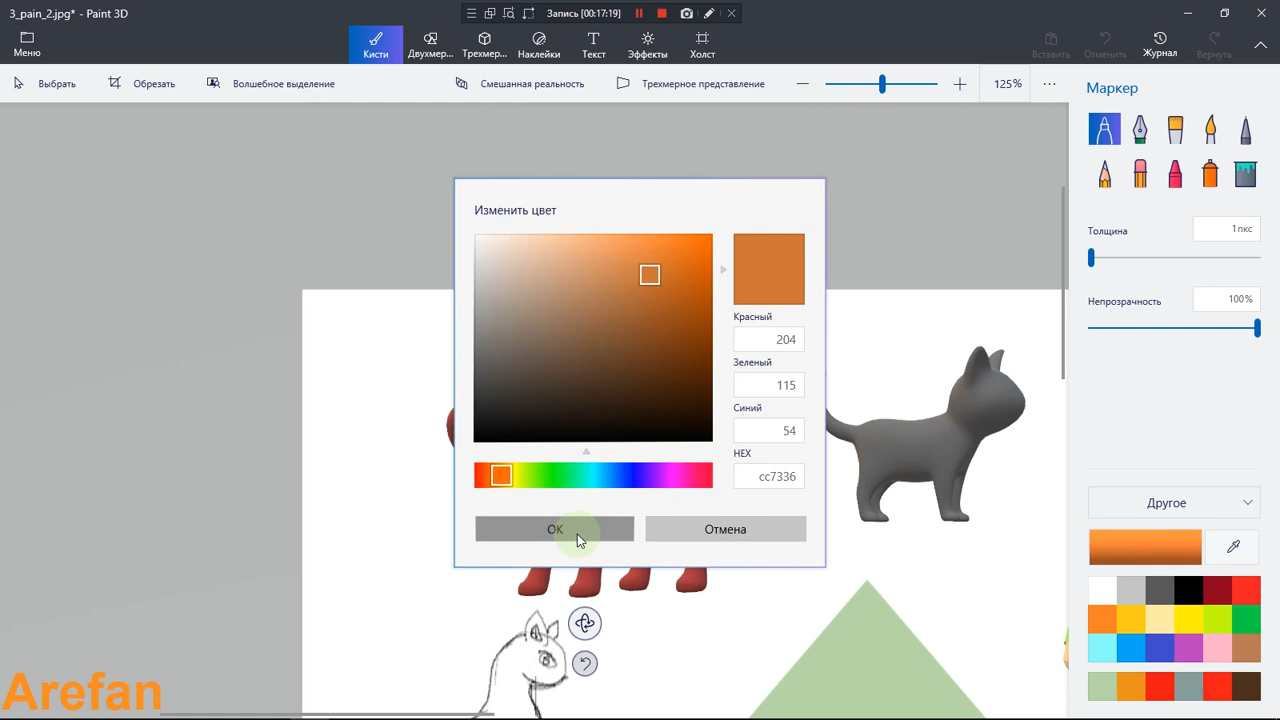 3_pain_2.jpg* - Paint 3D
Запись [00:17:19]
Меню
Кисти
Двухмер...
Трехмер...
Наклейки
Текст
Эффекты
Холст
Вставить
Отменить
Журнал
Вернуть
Выбрать
Обрезать
Волшебное выделение
Смешанная реальность
Трехмерное представление
125%
Маркер
Толщина
1пкс
Непрозрачность
100%
Изменить цвет
Красный
204
Зеленый
115
Синий
54
HEX
cc7336
ОК
Отмена
Другое
Arefan